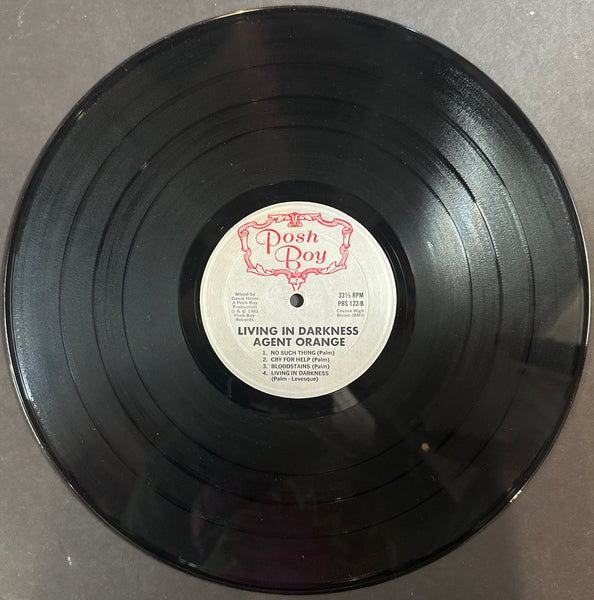 Posh
Boy
Mixed by
David Hines
A Posh Boy
Production
℗ & © 1981
Posh Boy
Records
33⅓ RPM
PBS 122-B
Covina High
Music (BMI)
LIVING IN DARKNESS
AGENT ORANGE
1. NO SUCH THING (Palm)
2. CRY FOR HELP (Palm)
3. BLOODSTAINS (Palm)
4. LIVING IN DARKNESS
(Palm - Levesque)